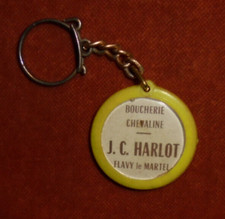 BOUCHERIE
CHEVALINE
J. C. HARLOT
FLAVY le MARTEL